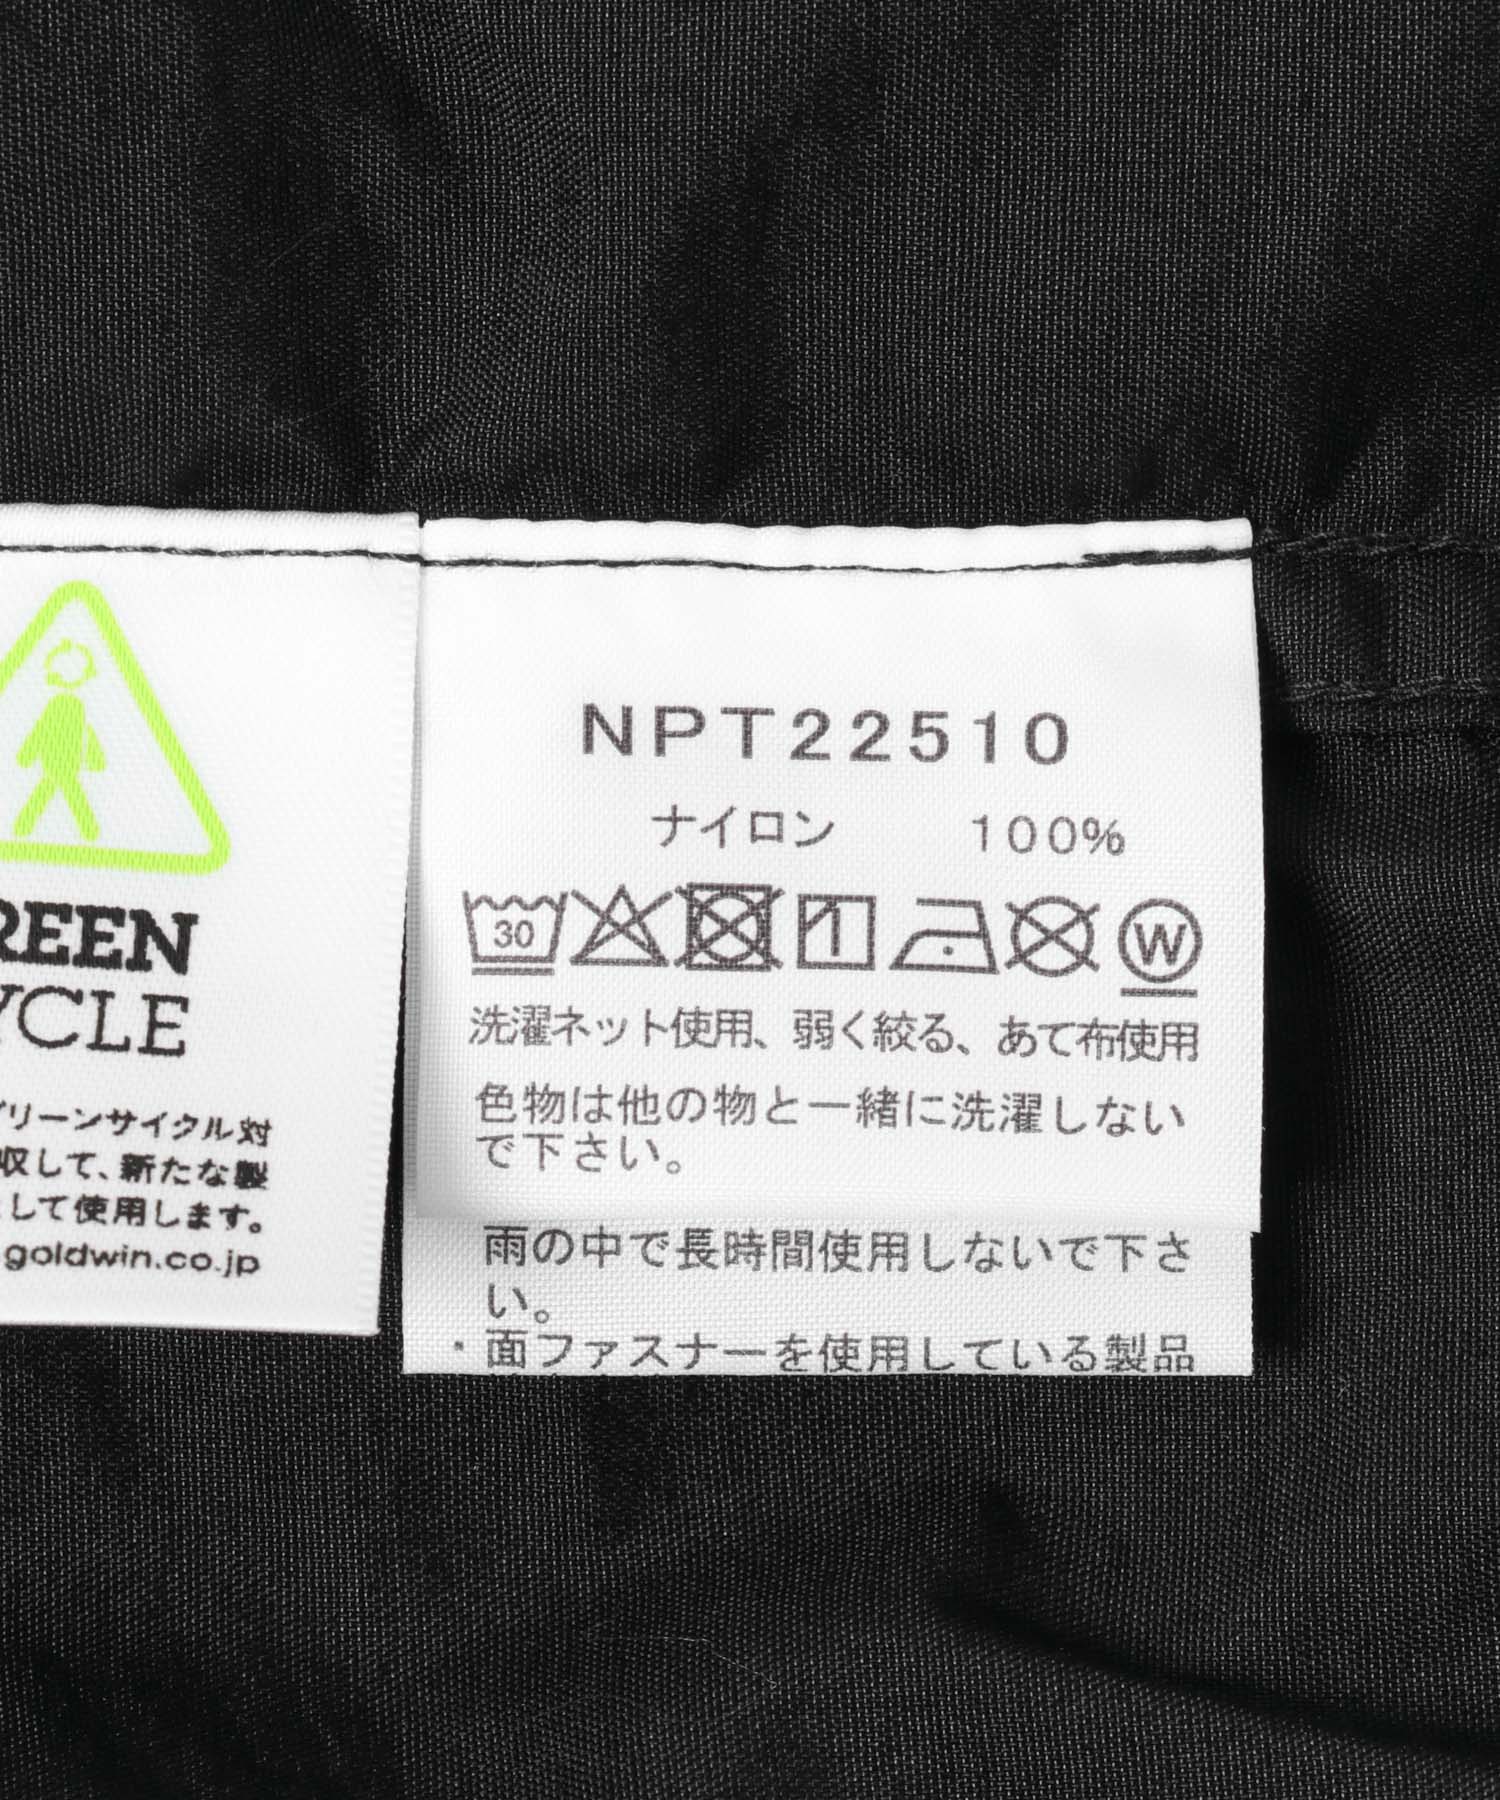 REEN
YCLE
リーンサイクル対
収して、新たな製
して使用します。
goldwin.co.jp
NPT22510
ナイロン 100%
30
W
洗濯ネット使用、弱く絞る、あて布使用
色物は他の物と一緒に洗濯しない
で下さい。
雨の中で長時間使用しないで下さ
い。
・面ファスナーを使用している製品